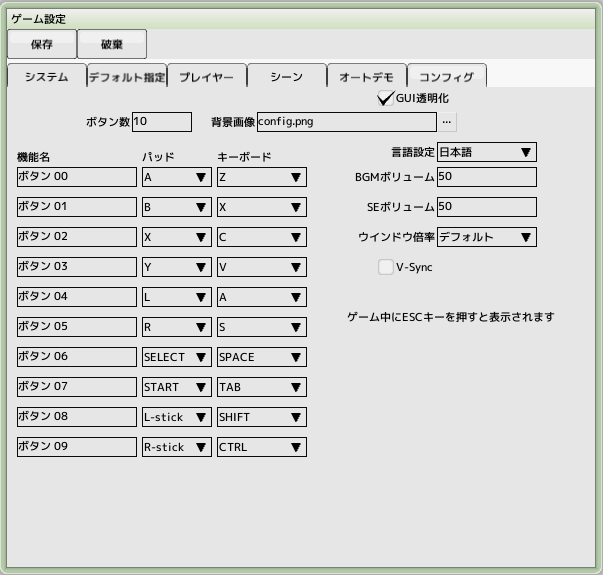 ゲーム設定
保存 破棄
システム デフォルト指定 プレイヤー シーン オートデモ コンフィグ
GUI透明化
ボタン数 10 背景画像 config.png ...
機能名 パッド キーボード
言語設定 日本語
ボタン 00 A Z
BGMボリューム 50
ボタン 01 B X
SEボリューム 50
ボタン 02 X C
ウインドウ倍率 デフォルト
ボタン 03 Y V
V-Sync
ボタン 04 L A
ボタン 05 R S
ゲーム中にESCキーを押すと表示されます
ボタン 06 SELECT SPACE
ボタン 07 START TAB
ボタン 08 L-stick SHIFT
ボタン 09 R-stick CTRL